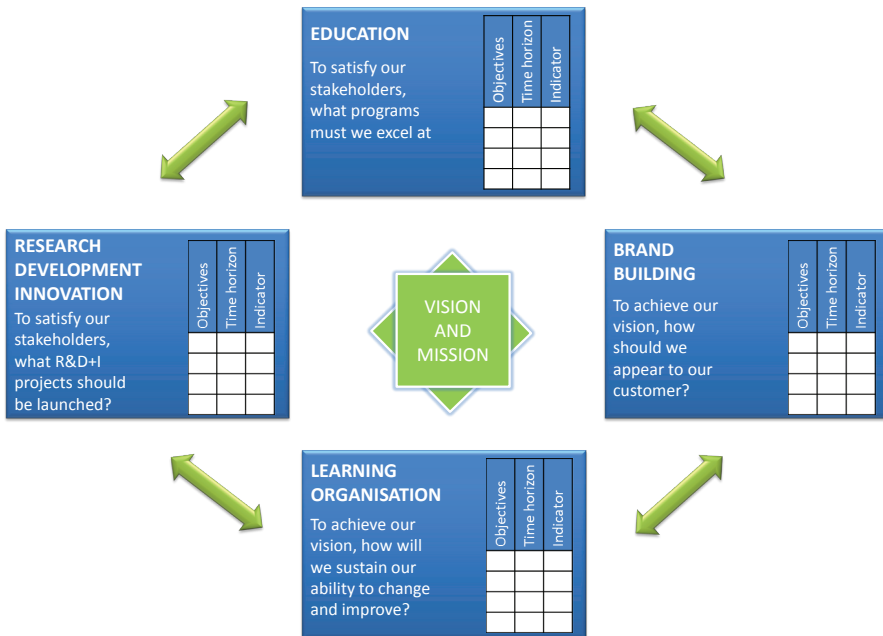 EDUCATION
To satisfy our
stakeholders,
what programs
must we excel at
Objectives
Time horizon
Indicator
RESEARCH
DEVELOPMENT
INNOVATION
To satisfy our
stakeholders,
what R&D+I
projects should
be launched?
Objectives
Time horizon
Indicator
VISION
AND
MISSION
BRAND
BUILDING
To achieve our
vision, how
should we
appear to our
customer?
Objectives
Time horizon
Indicator
LEARNING
ORGANISATION
To achieve our
vision, how will
we sustain our
ability to change
and improve?
Objectives
Time horizon
Indicator